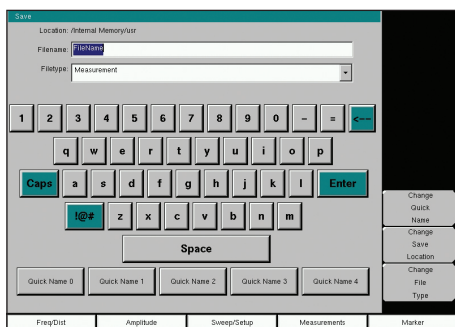 Save
Location: /Internal Memory/usr
Filename: FileName
Filetype: Measurement
1 2 3 4 5 6 7 8 9 0 - = <--
q w e r t y u i o p
Caps a s d f g h j k l Enter
!@# z x c v b n m
Space
Quick Name 0 Quick Name 1 Quick Name 2 Quick Name 3 Quick Name 4
Change
Quick
Name
Change
Save
Location
Change
File
Type
Freq/Dist Amplitude Sweep/Setup Measurements Marker